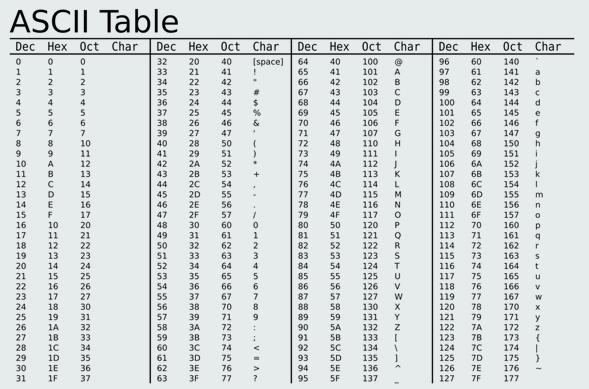 ASCII Table
Dec Hex Oct Char Dec Hex Oct Char Dec Hex Oct Char Dec Hex Oct Char
0 0 0 32 20 40 [space] 64 40 100 @ 96 60 140 `
1 1 1 33 21 41 ! 65 41 101 A 97 61 141 a
2 2 2 34 22 42 " 66 42 102 B 98 62 142 b
3 3 3 35 23 43 # 67 43 103 C 99 63 143 c
4 4 4 36 24 44 $ 68 44 104 D 100 64 144 d
5 5 5 37 25 45 % 69 45 105 E 101 65 145 e
6 6 6 38 26 46 & 70 46 106 F 102 66 146 f
7 7 7 39 27 47 ' 71 47 107 G 103 67 147 g
8 8 10 40 28 50 ( 72 48 110 H 104 68 150 h
9 9 11 41 29 51 ) 73 49 111 I 105 69 151 i
10 A 12 42 2A 52 * 74 4A 112 J 106 6A 152 j
11 B 13 43 2B 53 + 75 4B 113 K 107 6B 153 k
12 C 14 44 2C 54 , 76 4C 114 L 108 6C 154 l
13 D 15 45 2D 55 - 77 4D 115 M 109 6D 155 m
14 E 16 46 2E 56 . 78 4E 116 N 110 6E 156 n
15 F 17 47 2F 57 / 79 4F 117 O 111 6F 157 o
16 10 20 48 30 60 0 80 50 120 P 112 70 160 p
17 11 21 49 31 61 1 81 51 121 Q 113 71 161 q
18 12 22 50 32 62 2 82 52 122 R 114 72 162 r
19 13 23 51 33 63 3 83 53 123 S 115 73 163 s
20 14 24 52 34 64 4 84 54 124 T 116 74 164 t
21 15 25 53 35 65 5 85 55 125 U 117 75 165 u
22 16 26 54 36 66 6 86 56 126 V 118 76 166 v
23 17 27 55 37 67 7 87 57 127 W 119 77 167 w
24 18 30 56 38 70 8 88 58 130 X 120 78 170 x
25 19 31 57 39 71 9 89 59 131 Y 121 79 171 y
26 1A 32 58 3A 72 : 90 5A 132 Z 122 7A 172 z
27 1B 33 59 3B 73 ; 91 5B 133 [ 123 7B 173 {
28 1C 34 60 3C 74 < 92 5C 134 \ 124 7C 174 |
29 1D 35 61 3D 75 = 93 5D 135 ] 125 7D 175 }
30 1E 36 62 3E 76 > 94 5E 136 ^ 126 7E 176 ~
31 1F 37 63 3F 77 ? 95 5F 137 _ 127 7F 177